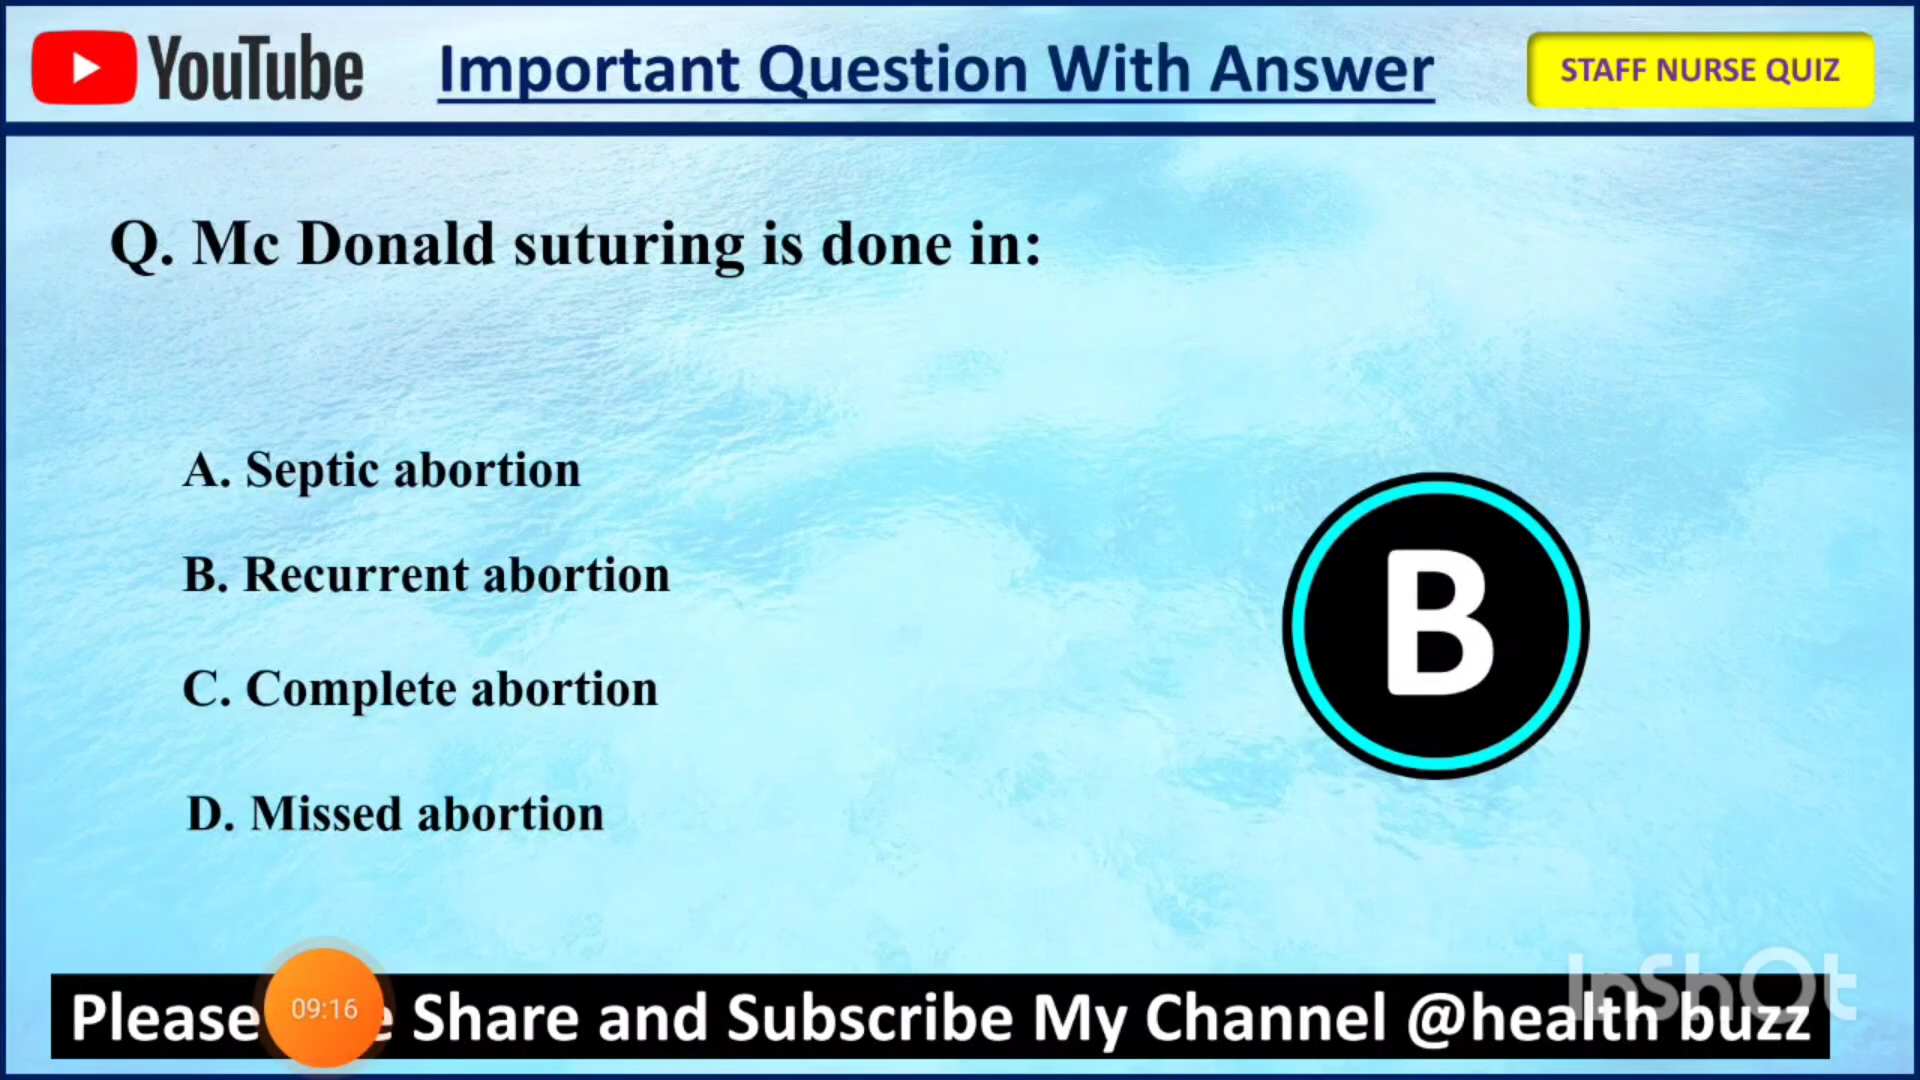 YouTube
Important Question With Answer
STAFF NURSE QUIZ
Q. Mc Donald suturing is done in:
A. Septic abortion
B. Recurrent abortion
C. Complete abortion
D. Missed abortion
B
InShOt
Please 09:16 e Share and Subscribe My Channel @health buzz